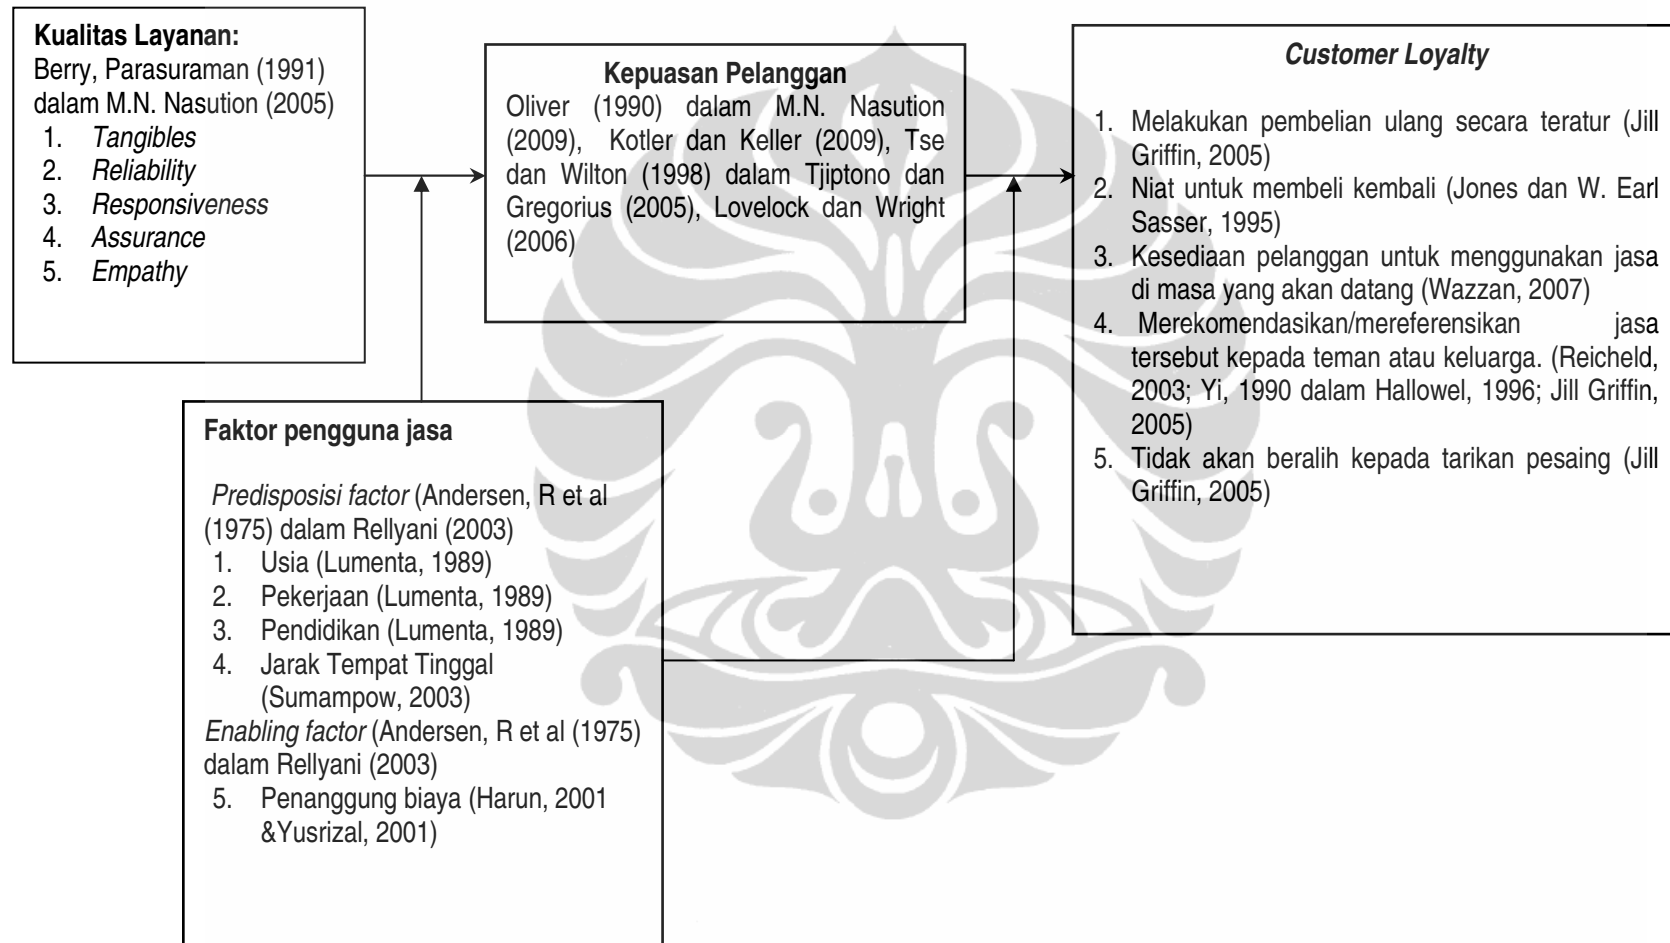 Kualitas Layanan:
Berry, Parasuraman (1991)
dalam M.N. Nasution (2005)
1. Tangibles
2. Reliability
3. Responsiveness
4. Assurance
5. Empathy
Kepuasan Pelanggan
Oliver (1990) dalam M.N. Nasution
(2009), Kotler dan Keller (2009), Tse
dan Wilton (1998) dalam Tjiptono dan
Gregorius (2005), Lovelock dan Wright
(2006)
Customer Loyalty
1. Melakukan pembelian ulang secara teratur (Jill
Griffin, 2005)
2. Niat untuk membeli kembali (Jones dan W. Earl
Sasser, 1995)
3. Kesediaan pelanggan untuk menggunakan jasa
di masa yang akan datang (Wazzan, 2007)
4. Merekomendasikan/mereferensikan jasa
tersebut kepada teman atau keluarga. (Reicheld,
2003; Yi, 1990 dalam Hallowel, 1996; Jill Griffin,
2005)
5. Tidak akan beralih kepada tarikan pesaing (Jill
Griffin, 2005)
Faktor pengguna jasa
Predisposisi factor (Andersen, R et al
(1975) dalam Rellyani (2003)
1. Usia (Lumenta, 1989)
2. Pekerjaan (Lumenta, 1989)
3. Pendidikan (Lumenta, 1989)
4. Jarak Tempat Tinggal
(Sumampow, 2003)
Enabling factor (Andersen, R et al (1975)
dalam Rellyani (2003)
5. Penanggung biaya (Harun, 2001
&Yusrizal, 2001)